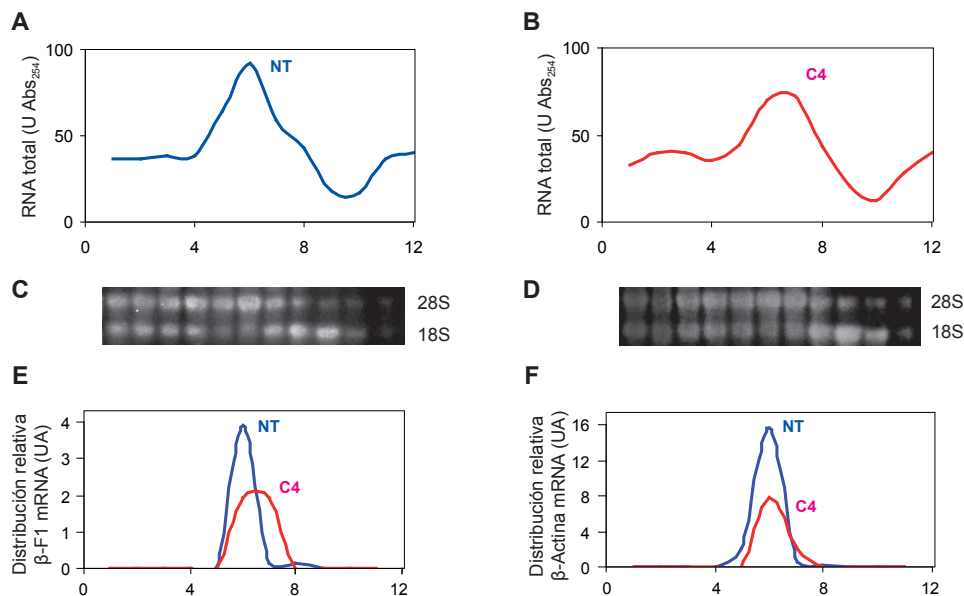 A
100
50
0
RNA total (U Abs254)
NT
0 4 8 12
B
100
50
0
RNA total (U Abs254)
C4
0 4 8 12
C
28S
18S
D
28S
18S
E
4
3
2
1
0
Distribución relativa
β-F1 mRNA (UA)
NT
C4
0 4 8 12
F
16
12
8
4
0
Distribución relativa
β-Actina mRNA (UA)
NT
C4
0 4 8 12